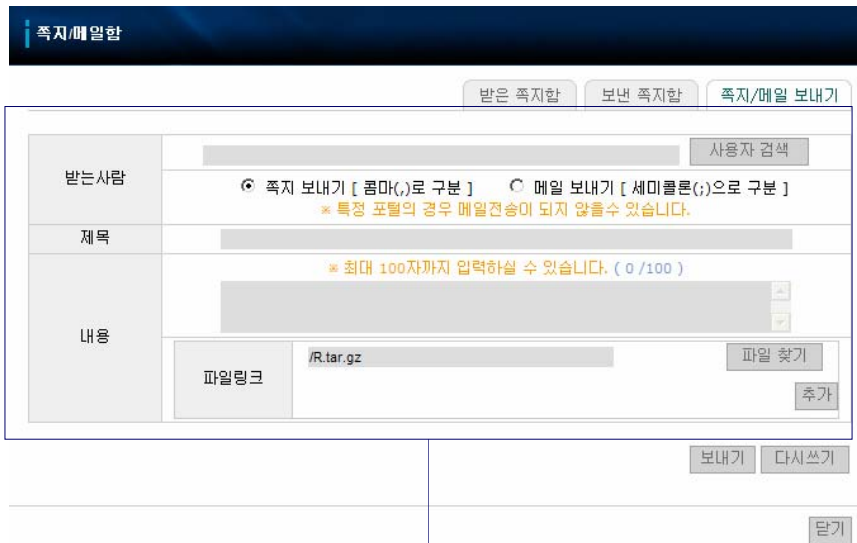 쪽지/메일함
받은 쪽지함 보낸 쪽지함 쪽지/메일 보내기
받는사람
사용자 검색
쪽지 보내기 [ 콤마(,)로 구분 ] 메일 보내기 [ 세미콜론(;)으로 구분 ]
※ 특정 포털의 경우 메일전송이 되지 않을수 있습니다.
제목
※ 최대 100자까지 입력하실 수 있습니다. ( 0 /100 )
내용
파일링크
/R.tar.gz
파일 찾기
추가
보내기 다시쓰기
닫기